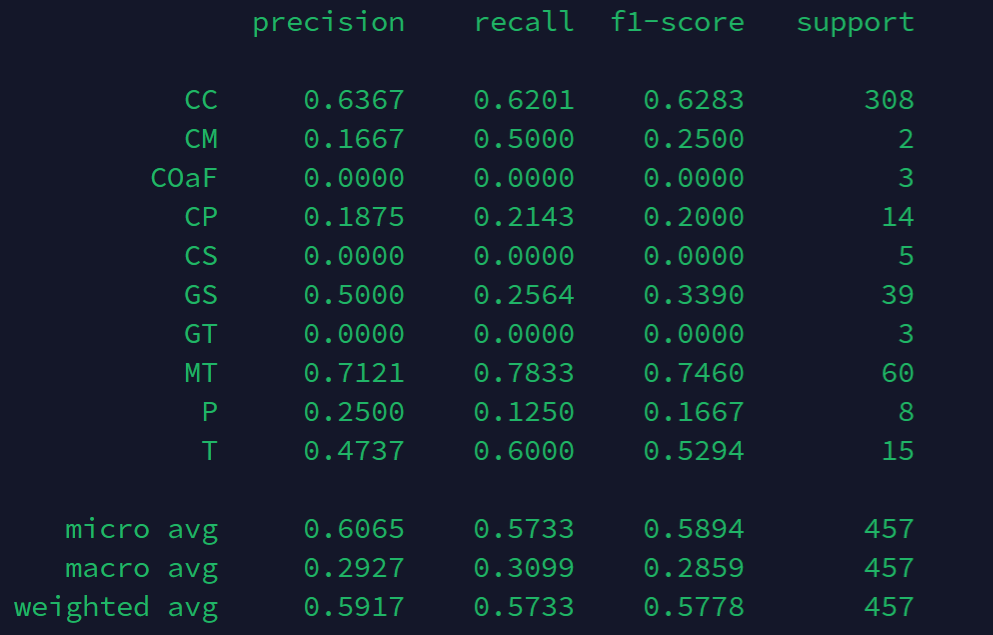 precision recall f1-score support
CC 0.6367 0.6201 0.6283 308
CM 0.1667 0.5000 0.2500 2
COaF 0.0000 0.0000 0.0000 3
CP 0.1875 0.2143 0.2000 14
CS 0.0000 0.0000 0.0000 5
GS 0.5000 0.2564 0.3390 39
GT 0.0000 0.0000 0.0000 3
MT 0.7121 0.7833 0.7460 60
P 0.2500 0.1250 0.1667 8
T 0.4737 0.6000 0.5294 15
micro avg 0.6065 0.5733 0.5894 457
macro avg 0.2927 0.3099 0.2859 457
weighted avg 0.5917 0.5733 0.5778 457